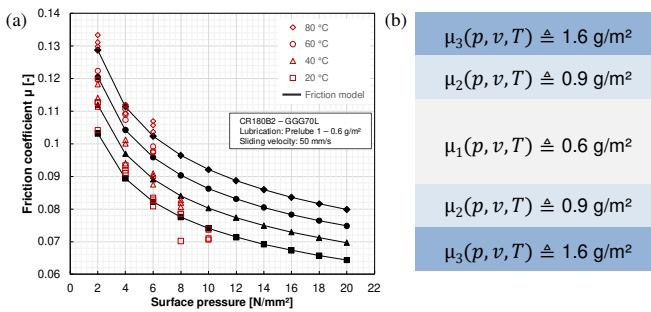 (a)
Friction coefficient μ [-]
0.14
0.13
0.12
0.11
0.1
0.09
0.08
0.07
0.06
80 °C
60 °C
40 °C
20 °C
Friction model
CR180B2 – GGG70L
Lubrication: Prelube 1 – 0.6 g/m²
Sliding velocity: 50 mm/s
0 2 4 6 8 10 12 14 16 18 20 22
Surface pressure [N/mm²]
(b)
μ₃(p, v, T) ≙ 1.6 g/m²
μ₂(p, v, T) ≙ 0.9 g/m²
μ₁(p, v, T) ≙ 0.6 g/m²
μ₂(p, v, T) ≙ 0.9 g/m²
μ₃(p, v, T) ≙ 1.6 g/m²